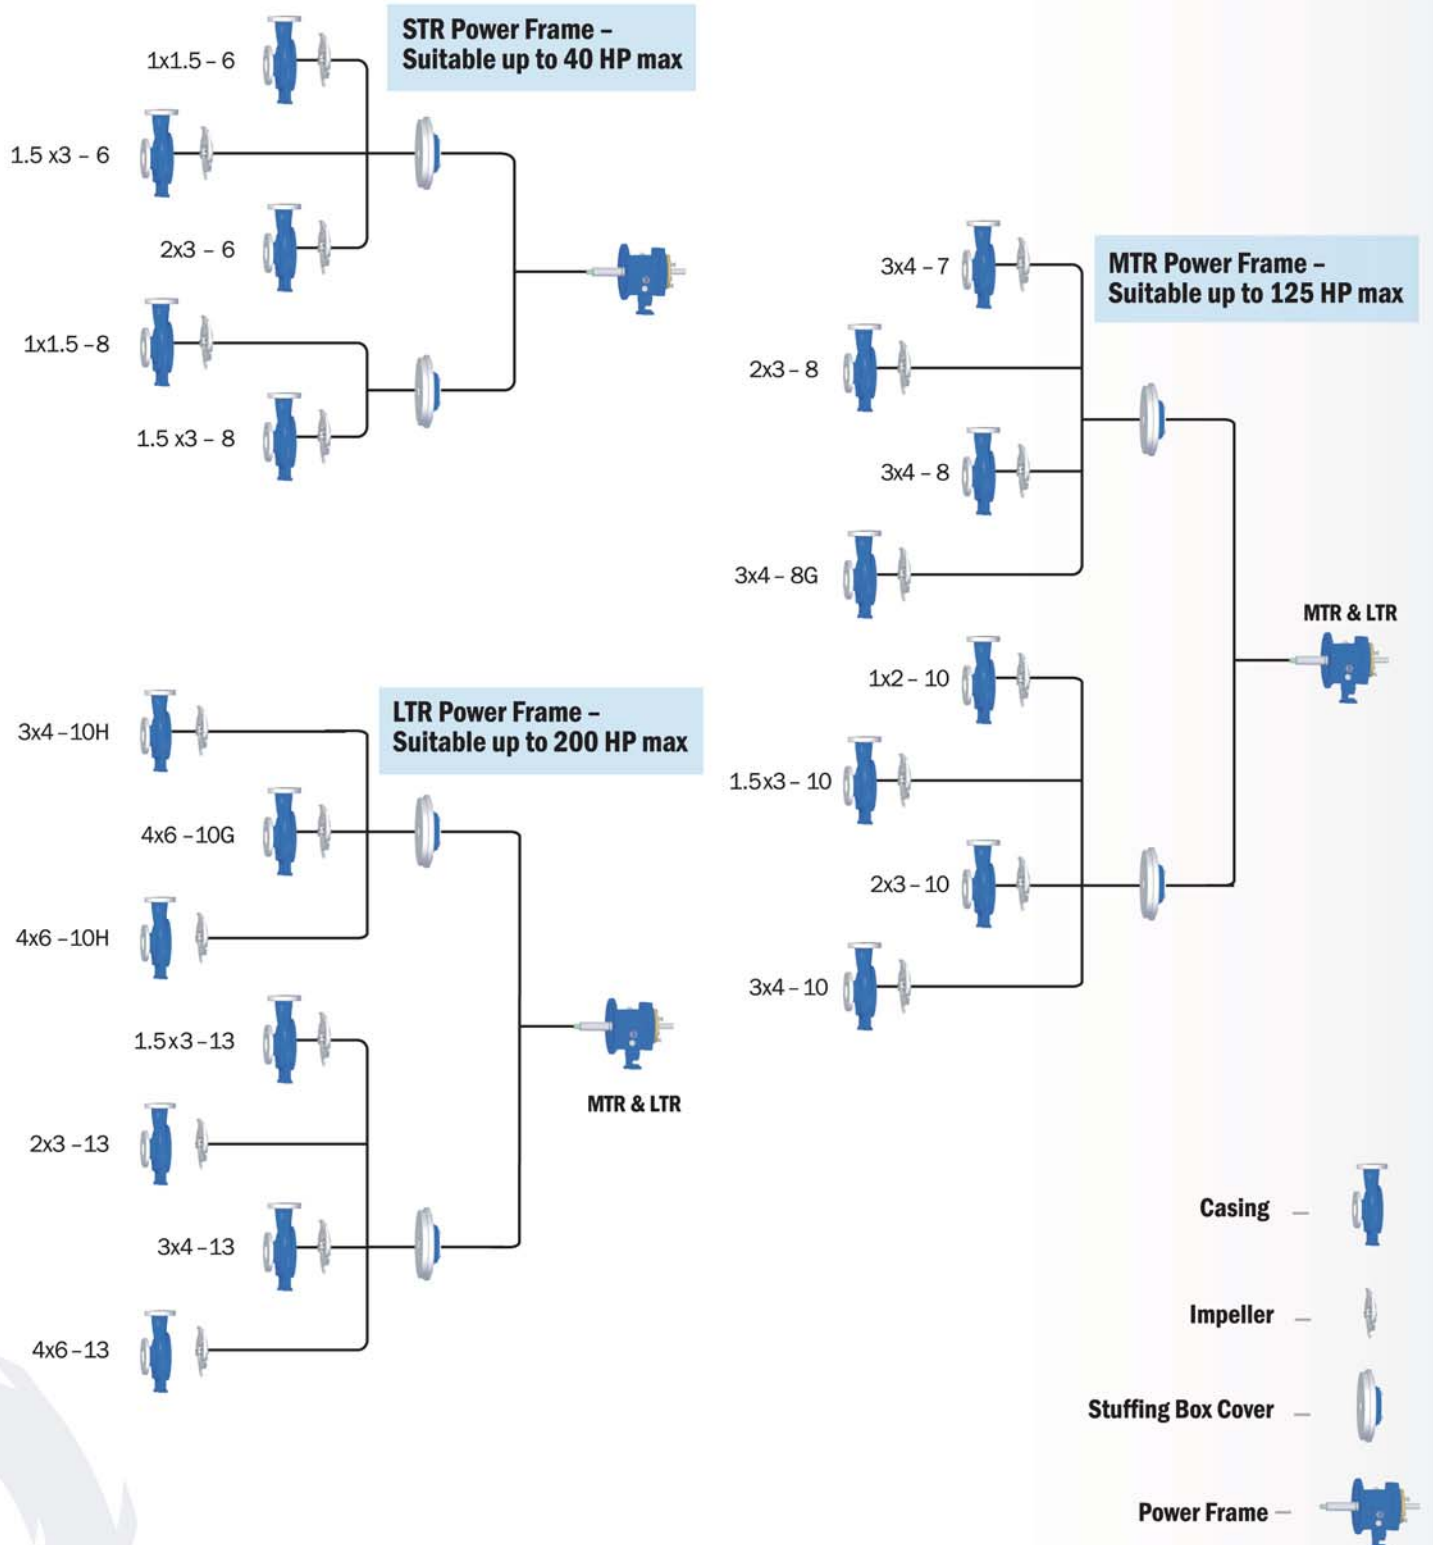 STR Power Frame –
Suitable up to 40 HP max
1x1.5 – 6
1.5 x3 – 6
2x3 – 6
1x1.5 –8
1.5 x3 – 8
MTR Power Frame –
Suitable up to 125 HP max
3x4 – 7
2x3 – 8
3x4 – 8
3x4 – 8G
1x2 – 10
1.5x3 – 10
2x3 – 10
3x4 – 10
MTR & LTR
LTR Power Frame –
Suitable up to 200 HP max
3x4 –10H
4x6 –10G
4x6 –10H
1.5x3 –13
2x3 –13
3x4 –13
4x6 –13
MTR & LTR
Casing –
Impeller –
Stuffing Box Cover –
Power Frame –